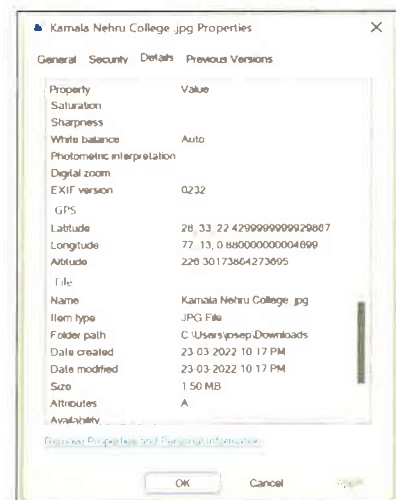 Kamala Nehru College .jpg Properties
General Security Details Previous Versions
Property Value
Saturation
Sharpness
White balance Auto
Photometric interpretation
Digital zoom
EXIF version 0232
GPS
Latitude 28; 33; 22.4299999999929867
Longitude 77; 13; 0.880000000004699
Altitude 226.30173804273695
File
Name Kamala Nehru College .jpg
Item type JPG File
Folder path C:\Users\josep\Downloads
Date created 23-03-2022 10:17 PM
Date modified 23-03-2022 10:17 PM
Size 1.50 MB
Attributes A
Availability
Remove Properties and Personal Information
OK Cancel Apply